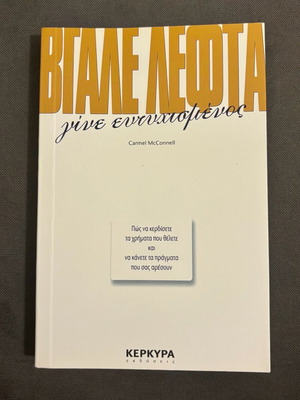 ΒΓΑΛΕ ΛΕΦΤΑ
γίνε ευτυχισμένος
Carmel McConnell
Πώς να κερδίσετε
τα χρήματα που θέλετε
και
να κάνετε τα πράγματα
που σας αρέσουν
ΚΕΡΚΥΡΑ
εκδόσεις